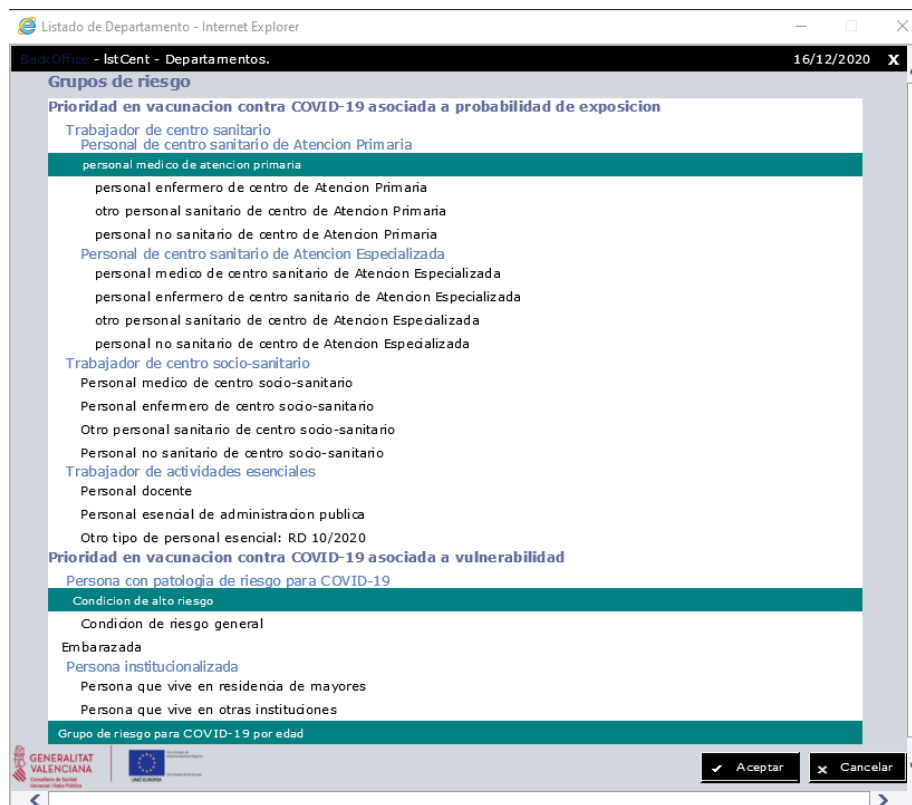 Listado de Departamento - Internet Explorer
BackOffice - lstCent - Departamentos. 16/12/2020 X
Grupos de riesgo
Prioridad en vacunacion contra COVID-19 asociada a probabilidad de exposicion
Trabajador de centro sanitario
Personal de centro sanitario de Atencion Primaria
personal medico de atencion primaria
personal enfermero de centro de Atencion Primaria
otro personal sanitario de centro de Atencion Primaria
personal no sanitario de centro de Atencion Primaria
Personal de centro sanitario de Atencion Especializada
personal medico de centro sanitario de Atencion Especializada
personal enfermero de centro sanitario de Atencion Especializada
otro personal sanitario de centro de Atencion Especializada
personal no sanitario de centro de Atencion Especializada
Trabajador de centro socio-sanitario
Personal medico de centro socio-sanitario
Personal enfermero de centro socio-sanitario
Otro personal sanitario de centro socio-sanitario
Personal no sanitario de centro socio-sanitario
Trabajador de actividades esenciales
Personal docente
Personal esencial de administracion publica
Otro tipo de personal esencial: RD 10/2020
Prioridad en vacunacion contra COVID-19 asociada a vulnerabilidad
Persona con patologia de riesgo para COVID-19
Condicion de alto riesgo
Condicion de riesgo general
Embarazada
Persona institucionalizada
Persona que vive en residencia de mayores
Persona que vive en otras instituciones
Grupo de riesgo para COVID-19 por edad
GENERALITAT
VALENCIANA
Conselleria de Sanitat
Universal i Salut Pública
UNIÓ EUROPEA
Aceptar
Cancelar